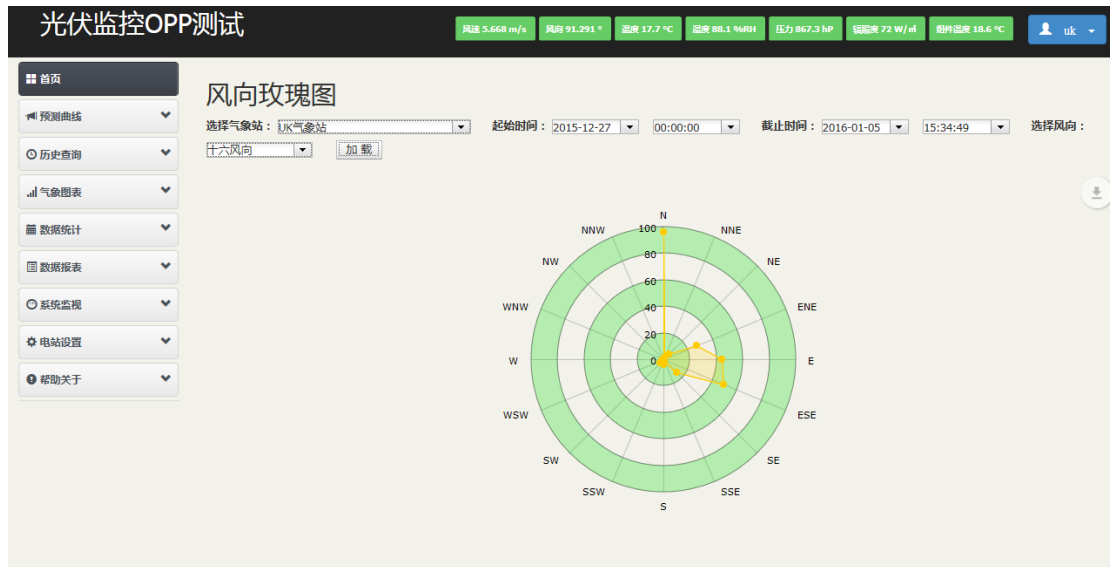 光伏监控OPP测试
风速 5.668 m/s 风向 91.291 ° 温度 17.7 ºC 湿度 88.1 %RH 压力 867.3 hP 辐照度 72 W/㎡ 组件温度 18.6 ºC uk
首页
预测曲线
历史查询
气象图表
数据统计
数据报表
系统监视
电站设置
帮助关于
风向玫瑰图
选择气象站： UK气象站 起始时间： 2015-12-27 00:00:00 截止时间： 2016-01-05 15:34:49 选择风向：
十六风向 加 载
N
NNW 100 NNE
80
NW NE
60
WNW 40 ENE
20
W 0 E
WSW ESE
SW SE
SSW SSE
S